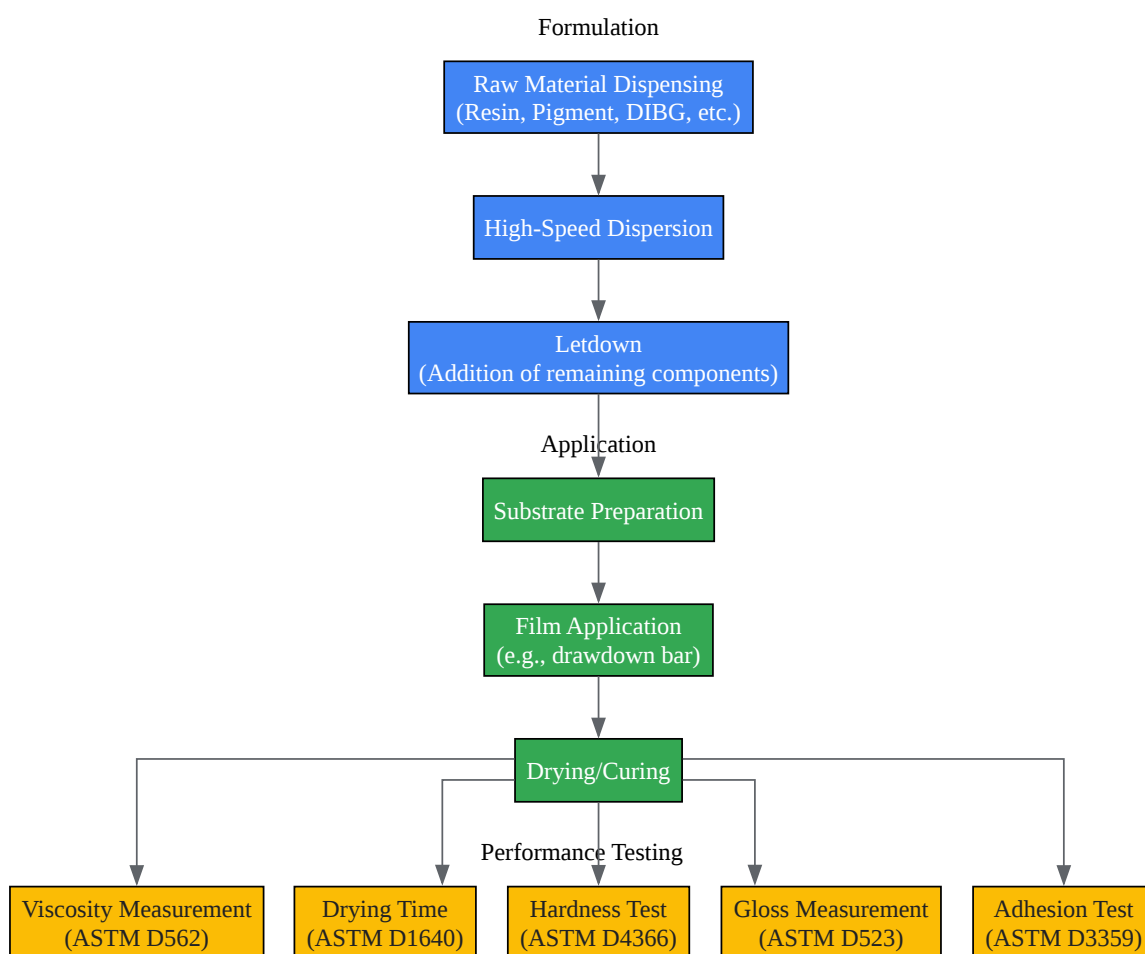 Formulation
Raw Material Dispensing
(Resin, Pigment, DIBG, etc.)
High-Speed Dispersion
Letdown
(Addition of remaining components)
Application
Substrate Preparation
Film Application
(e.g., drawdown bar)
Drying/Curing
Performance Testing
Viscosity Measurement
(ASTM D562)
Drying Time
(ASTM D1640)
Hardness Test
(ASTM D4366)
Gloss Measurement
(ASTM D523)
Adhesion Test
(ASTM D3359)